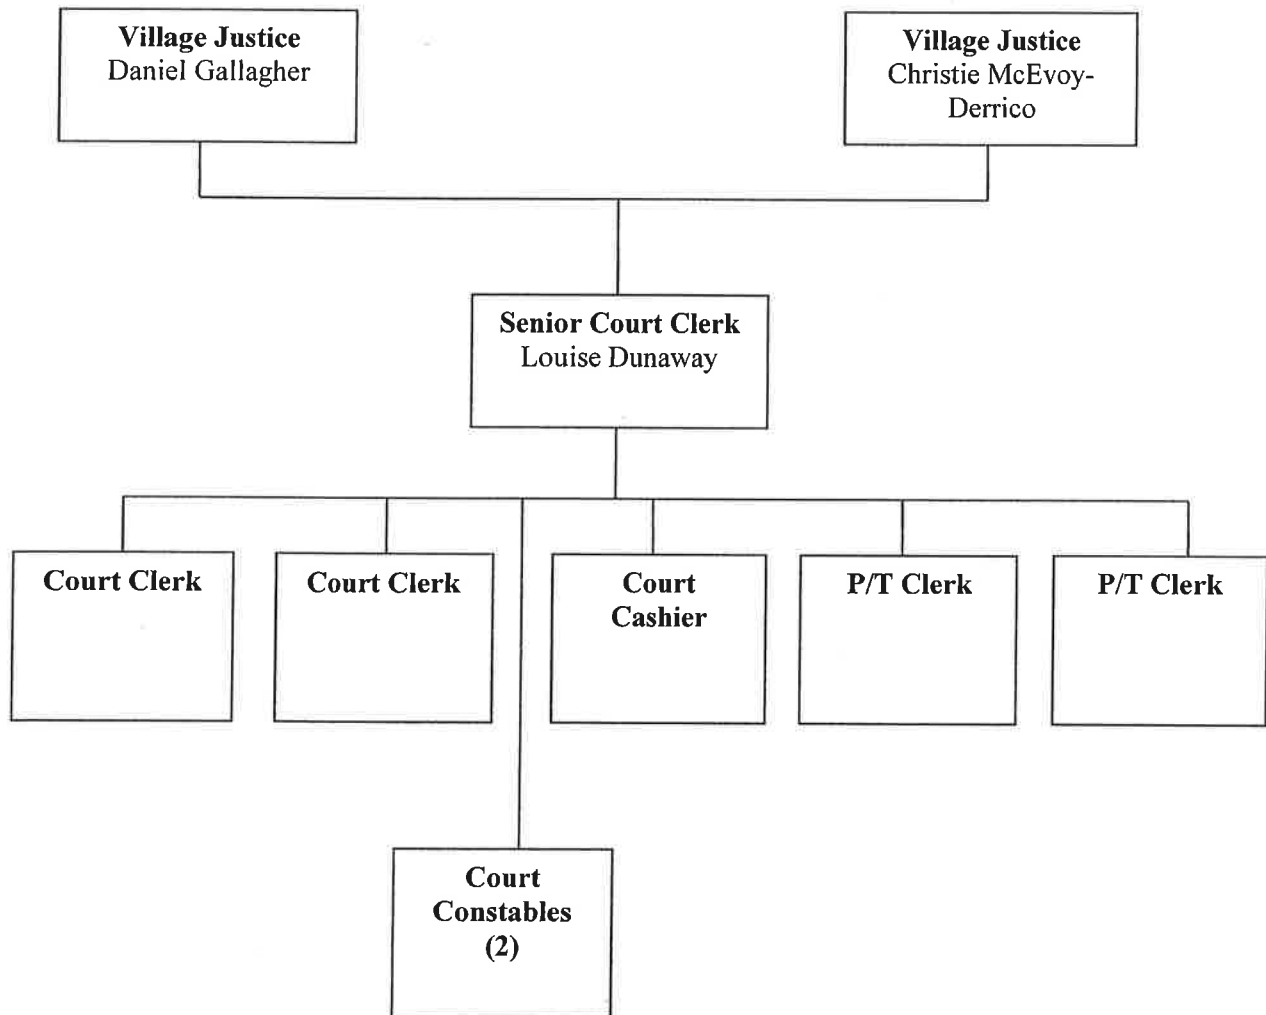 Village Justice
Daniel Gallagher
Village Justice
Christie McEvoy-
Derrico
Senior Court Clerk
Louise Dunaway
Court Clerk
Court Clerk
Court
Cashier
P/T Clerk
P/T Clerk
Court
Constables
(2)